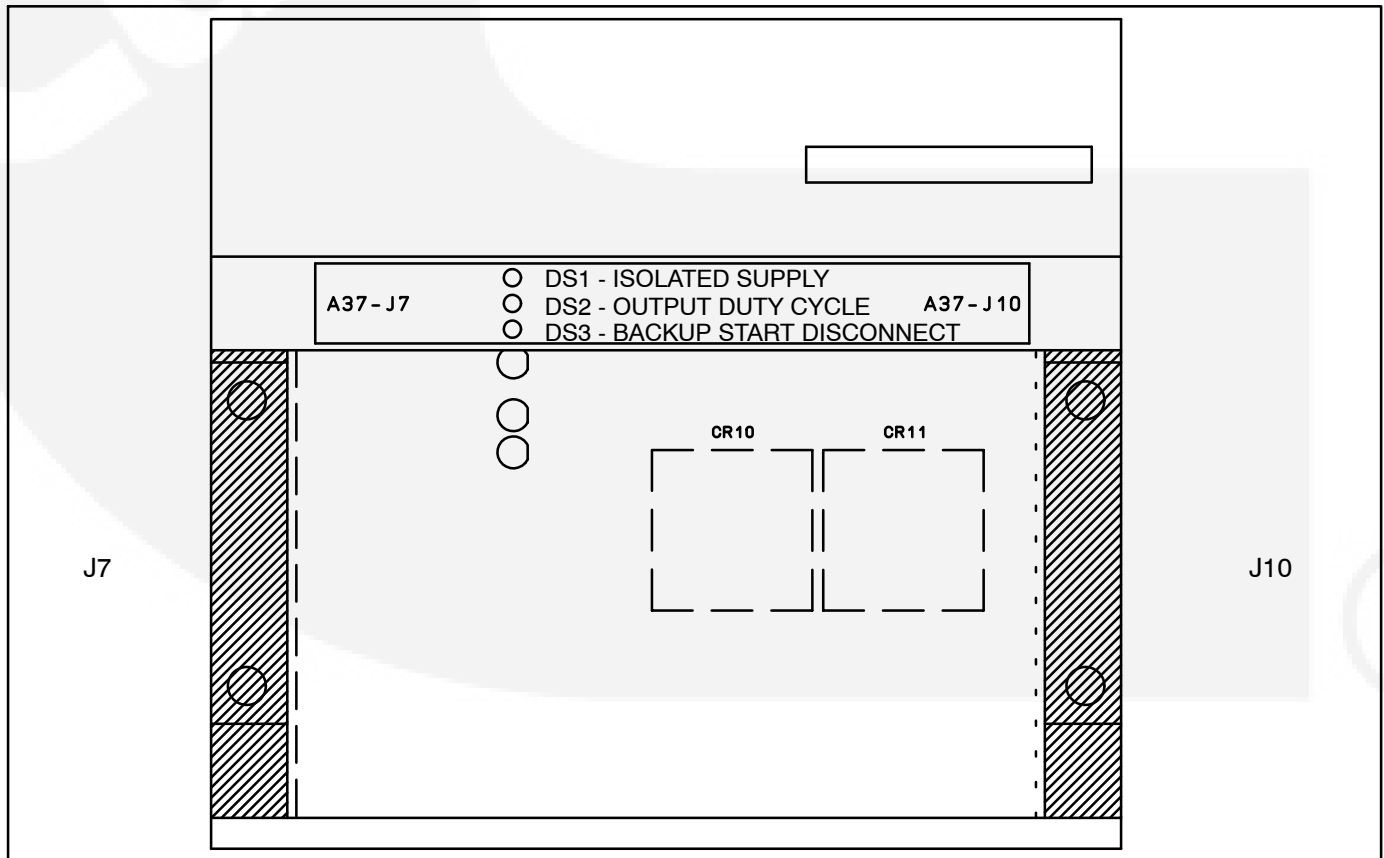 DS1 - ISOLATED SUPPLY
A37-J7 DS2 - OUTPUT DUTY CYCLE A37-J10
DS3 - BACKUP START DISCONNECT
CR10 CR11
J7 J10